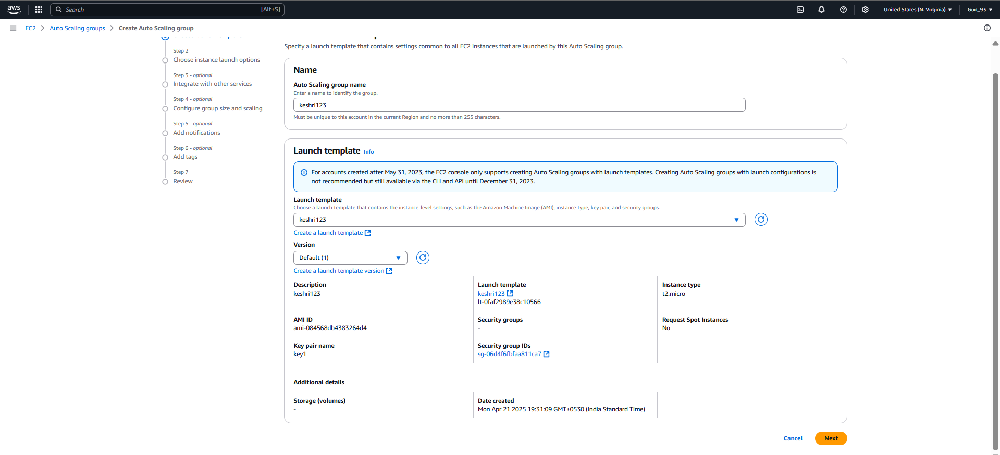 aws
Search
[Alt+S]
United States (N. Virginia)
Gun_93
EC2
Auto Scaling groups
Create Auto Scaling group
Step 2
Choose instance launch options
Step 3 - optional
Integrate with other services
Step 4 - optional
Configure group size and scaling
Step 5 - optional
Add notifications
Step 6 - optional
Add tags
Step 7
Review
Specify a launch template that contains settings common to all EC2 instances that are launched by this Auto Scaling group.
Name
Auto Scaling group name
Enter a name to identify the group.
keshri123
Must be unique to this account in the current Region and no more than 255 characters.
Launch template Info
For accounts created after May 31, 2023, the EC2 console only supports creating Auto Scaling groups with launch templates. Creating Auto Scaling groups with launch configurations is
not recommended but still available via the CLI and API until December 31, 2023.
Launch template
Choose a launch template that contains the instance-level settings, such as the Amazon Machine Image (AMI), instance type, key pair, and security groups.
keshri123
Create a launch template
Version
Default (1)
Create a launch template version
Description
keshri123
Launch template
keshri123
lt-0faf2989e38c10566
Instance type
t2.micro
AMI ID
ami-084568db4383264d4
Security groups
-
Request Spot Instances
No
Key pair name
key1
Security group IDs
sg-06d4f6fbfaa811ca7
Additional details
Storage (volumes)
-
Date created
Mon Apr 21 2025 19:31:09 GMT+0530 (India Standard Time)
Cancel
Next